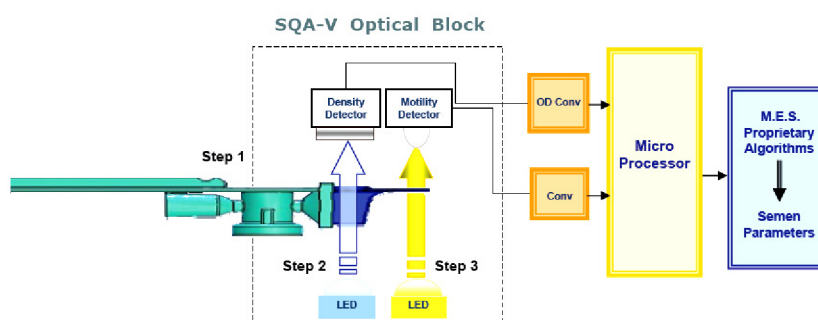 SQA-V Optical Block
Density
Detector
Motility
Detector
OD Conv
Step 1
Micro
Processor
M.E.S.
Proprietary
Algorithms
Conv
Semen
Parameters
Step 2
Step 3
LED
LED